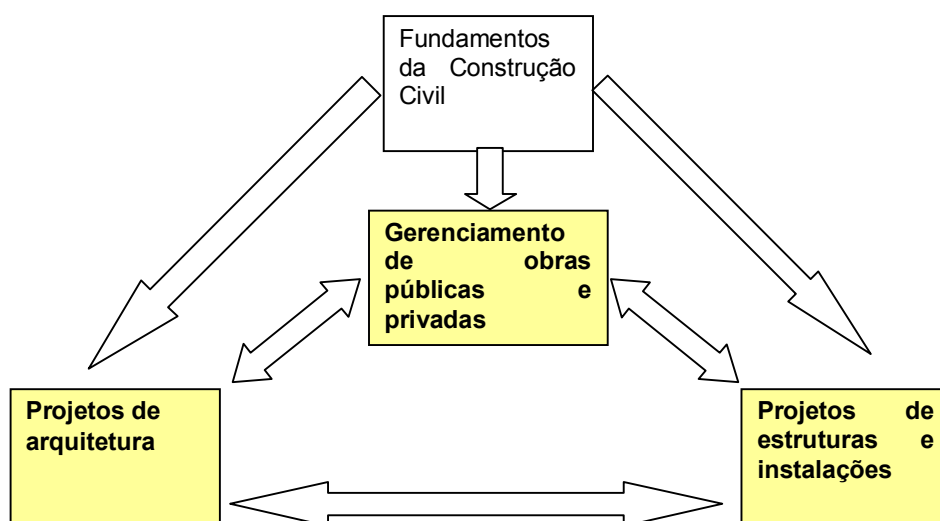 Fundamentos
da Construção
Civil
Gerenciamento
de obras
públicas e
privadas
Projetos de
arquitetura
Projetos de
estruturas e
instalações